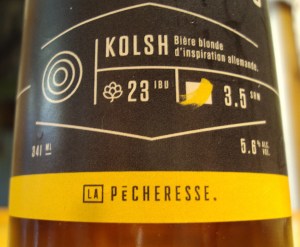 KOLSH
Bière blonde
d'inspiration allemande.
23 IBU
3.5 SRM
341 ML
5.6 % ALC. VOL.
LA PéCHERESSE.